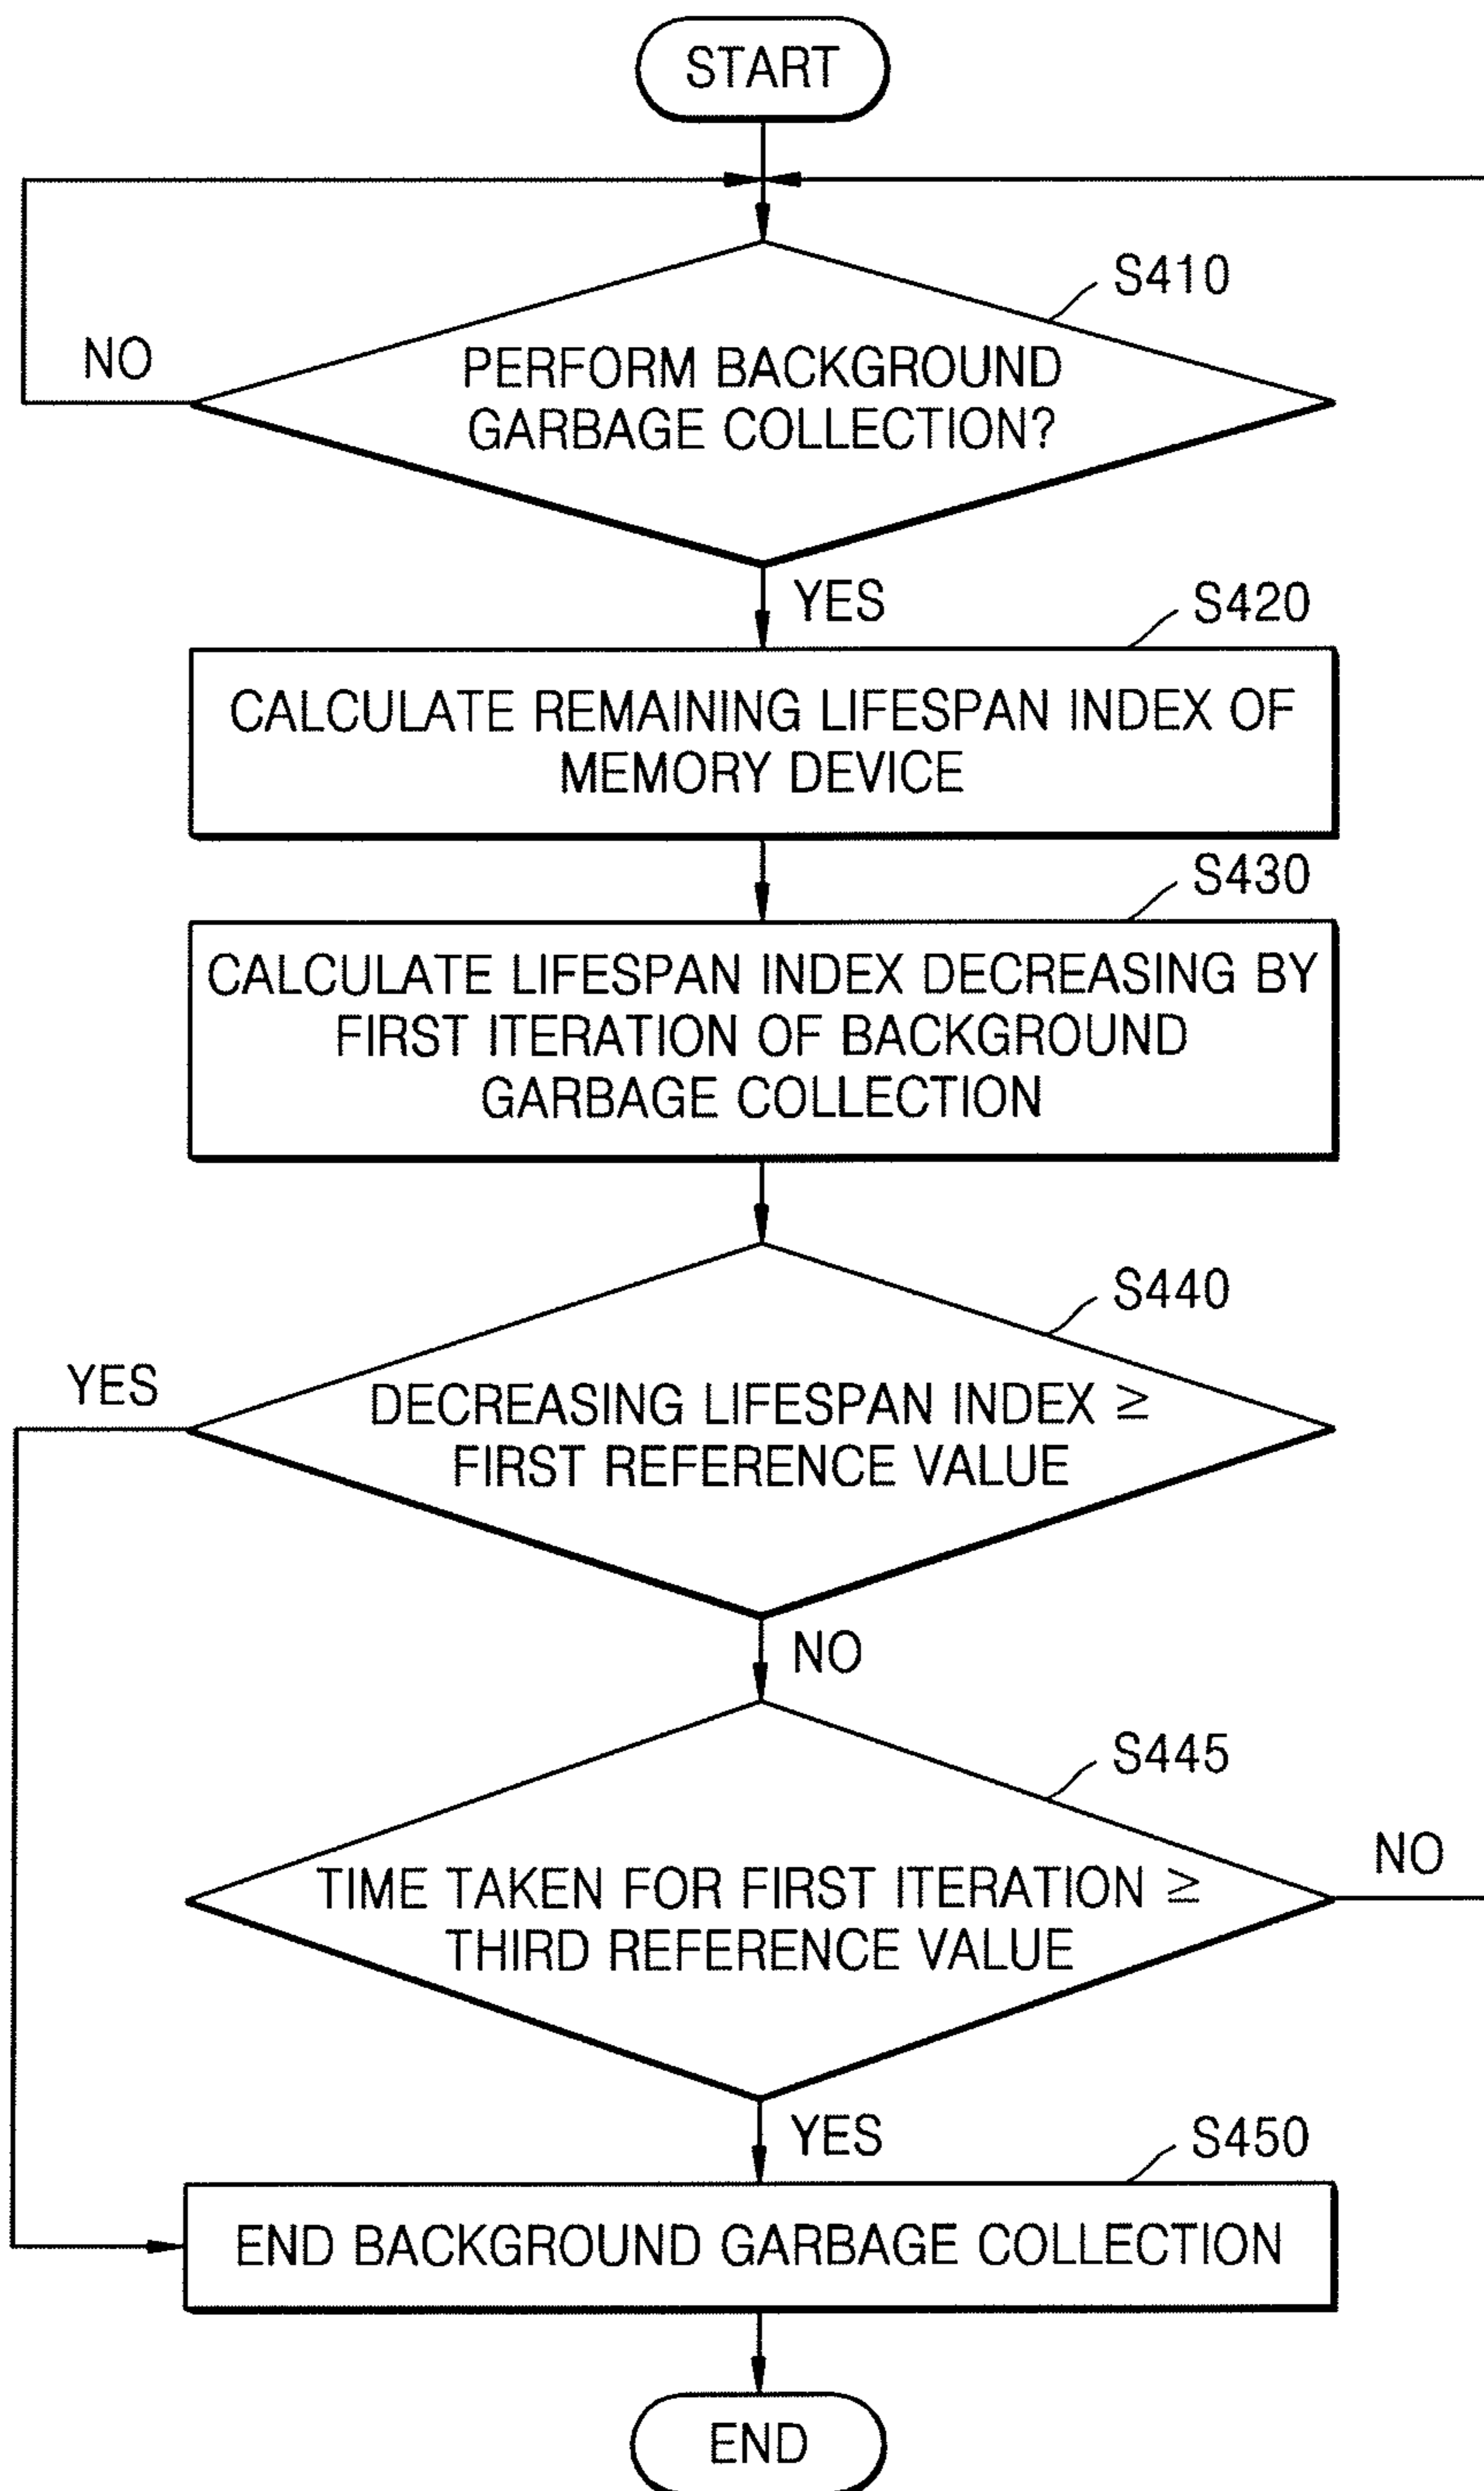 START
S410
NO
PERFORM BACKGROUND
GARBAGE COLLECTION?
YES
S420
CALCULATE REMAINING LIFESPAN INDEX OF
MEMORY DEVICE
S430
CALCULATE LIFESPAN INDEX DECREASING BY
FIRST ITERATION OF BACKGROUND
GARBAGE COLLECTION
S440
YES
DECREASING LIFESPAN INDEX ≥
FIRST REFERENCE VALUE
NO
S445
NO
TIME TAKEN FOR FIRST ITERATION ≥
THIRD REFERENCE VALUE
YES
S450
END BACKGROUND GARBAGE COLLECTION
END